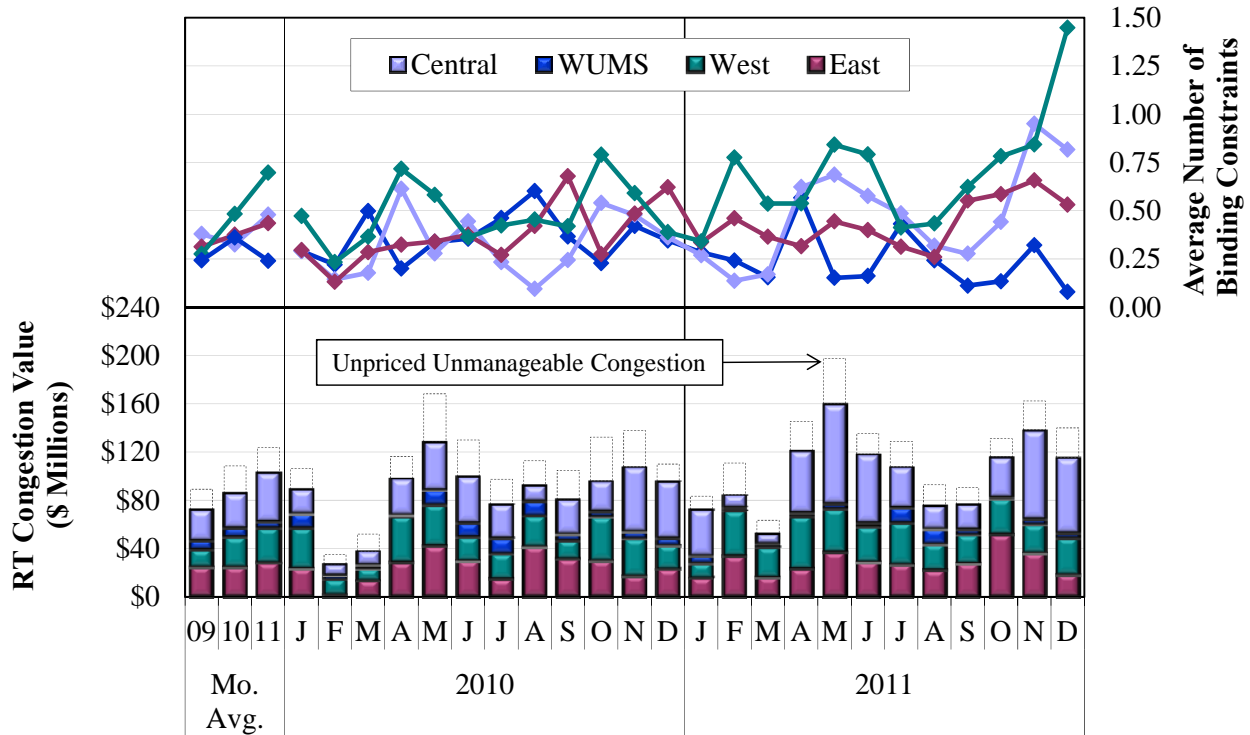 Central WUMS West East
1.50
1.25
1.00
0.75
0.50
0.25
0.00
Average Number of
Binding Constraints
$240
$200
$160
$120
$80
$40
$0
RT Congestion Value
($ Millions)
Unpriced Unmanageable Congestion
09 10 11 J F M A M J J A S O N D J F M A M J J A S O N D
Mo.
Avg.
2010
2011